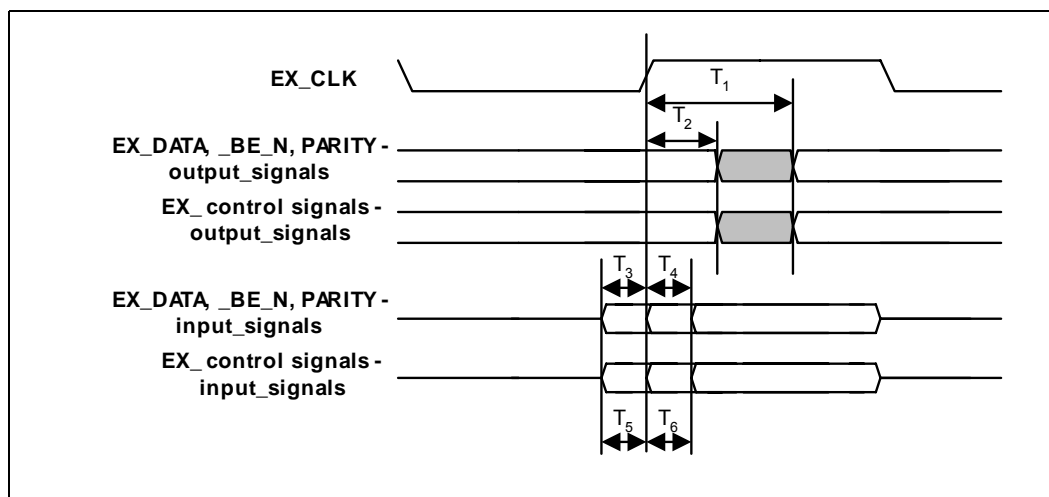 EX_CLK
T1
T2
EX_DATA, _BE_N, PARITY -
output_signals
EX_ control signals -
output_signals
T3 T4
EX_DATA, _BE_N, PARITY -
input_signals
EX_ control signals -
input_signals
T5 T6